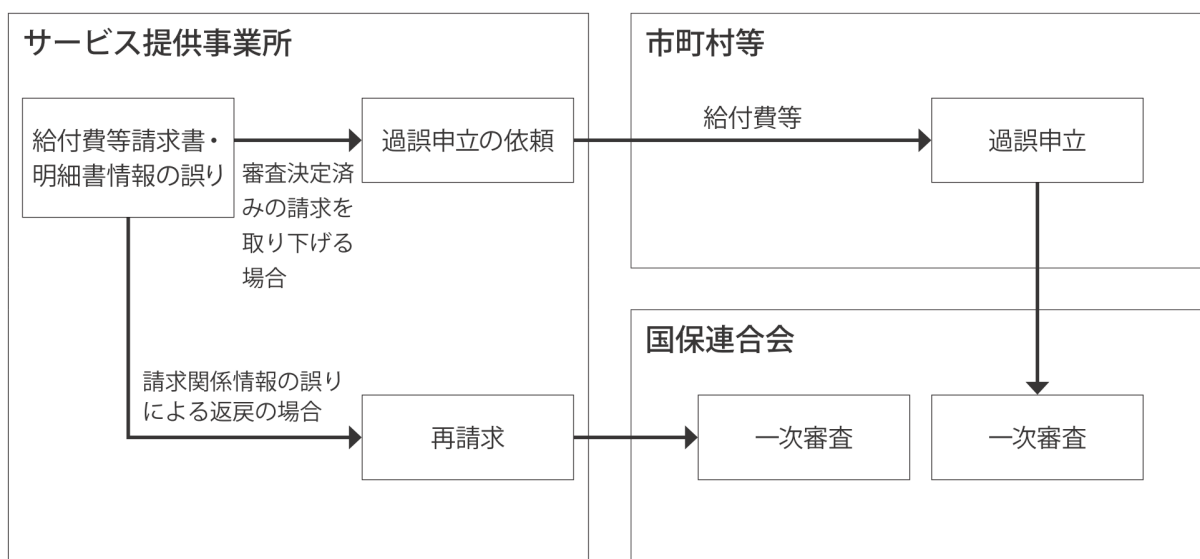 サービス提供事業所
給付費等請求書・
明細書情報の誤り
審査決定済
みの請求を
取り下げる
場合
過誤申立の依頼
請求関係情報の誤り
による返戻の場合
再請求
市町村等
給付費等
過誤申立
国保連合会
一次審査
一次審査